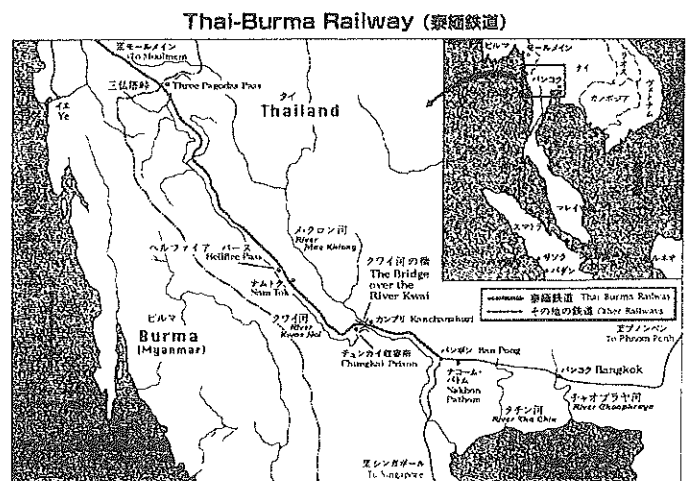 Thai-Burma Railway (泰緬鉄道)
至モールメイン
To Moulmein
三仏塔峠
Three Pagodas Pass
イエ
Ye
タイ
Thailand
メ・クロン河
River
Mae Khlong
ヘルファイア パース
Hellfire Pass
クワイ河の橋
The Bridge
over the
River Kwai
ナムトク
Nam Tok
クワイ河
River
Kwae Noi
カンブリ Kanchanaburi
ビルマ
Burma
(Myanmar)
チュンカイ収容所
Chungkai Prison
バンポン Ban Pong
ナコーム・
パトム
Nakhon
Pathom
バンコク Bangkok
タチン河
River Tha Chin
チャオプラヤ河
River Chaophraya
至シンガポール
To Singapore
至プノンペン
To Phnom Penh
ビルマ
モールメイン
タイ
バンコク
ラオス
カンボジア
ヴェトナム
マレイ
スマトラ
パダン
ルネオ
泰緬鉄道 Thai Burma Railway
その他の鉄道 Other Railways